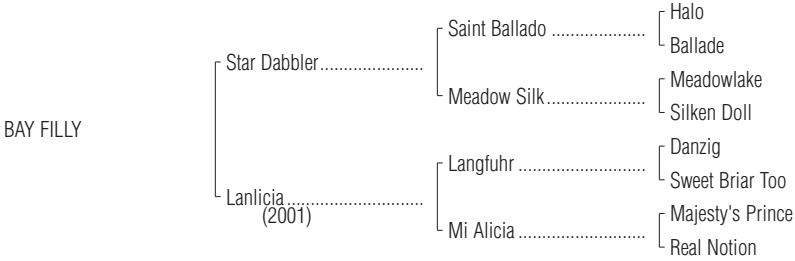 Halo
Saint Ballado ....................
Ballade
Star Dabbler......................
Meadowlake
Meadow Silk.....................
Silken Doll
BAY FILLY
Danzig
Langfuhr ...........................
Sweet Briar Too
Lanlicia.............................
(2001)
Majesty's Prince
Mi Alicia ...........................
Real Notion